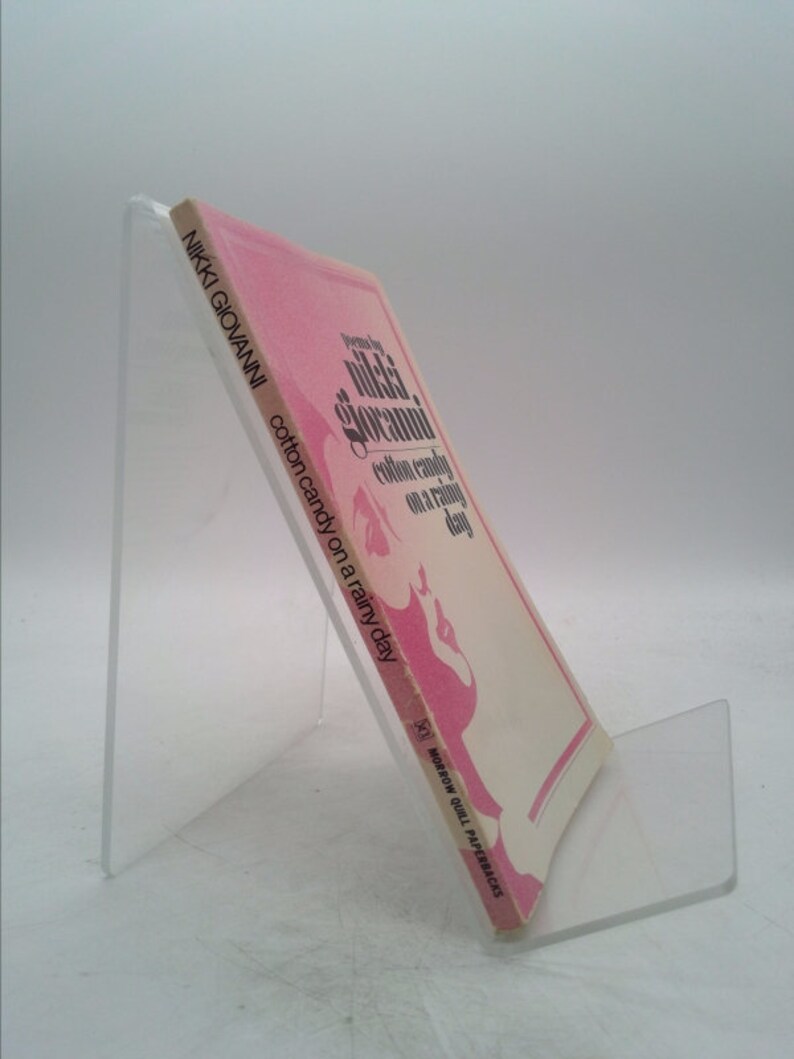 NIKKI GIOVANNI cotton candy on a rainy day MORROW QUILL PAPERBACKS
poems by
nikki
giovanni
cotton candy
on a rainy
day